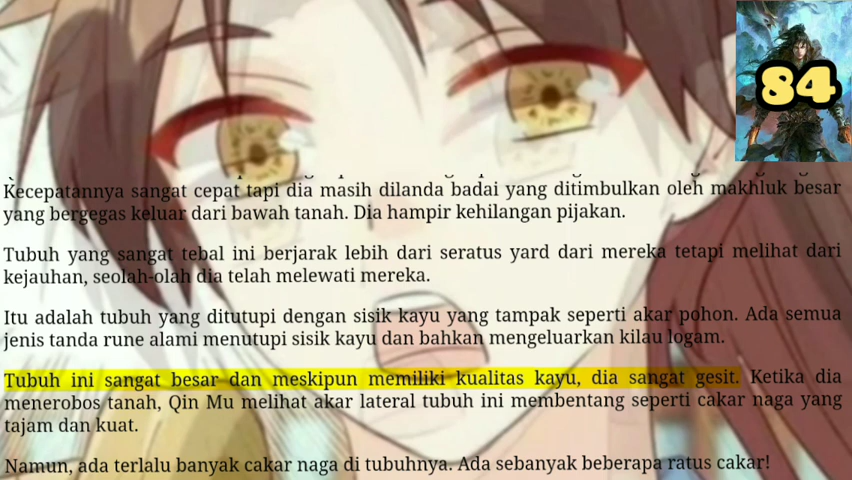 84
Kecepatannya sangat cepat tapi dia masih dilanda badai yang ditimbulkan oleh makhluk besar
yang bergegas keluar dari bawah tanah. Dia hampir kehilangan pijakan.
Tubuh yang sangat tebal ini berjarak lebih dari seratus yard dari mereka tetapi melihat dari
kejauhan, seolah-olah dia telah melewati mereka.
Itu adalah tubuh yang ditutupi dengan sisik kayu yang tampak seperti akar pohon. Ada semua
jenis tanda rune alami menutupi sisik kayu dan bahkan mengeluarkan kilau logam.
Tubuh ini sangat besar dan meskipun memiliki kualitas kayu, dia sangat gesit. Ketika dia
menerobos tanah, Qin Mu melihat akar lateral tubuh ini membentang seperti cakar naga yang
tajam dan kuat.
Namun, ada terlalu banyak cakar naga di tubuhnya. Ada sebanyak beberapa ratus cakar!